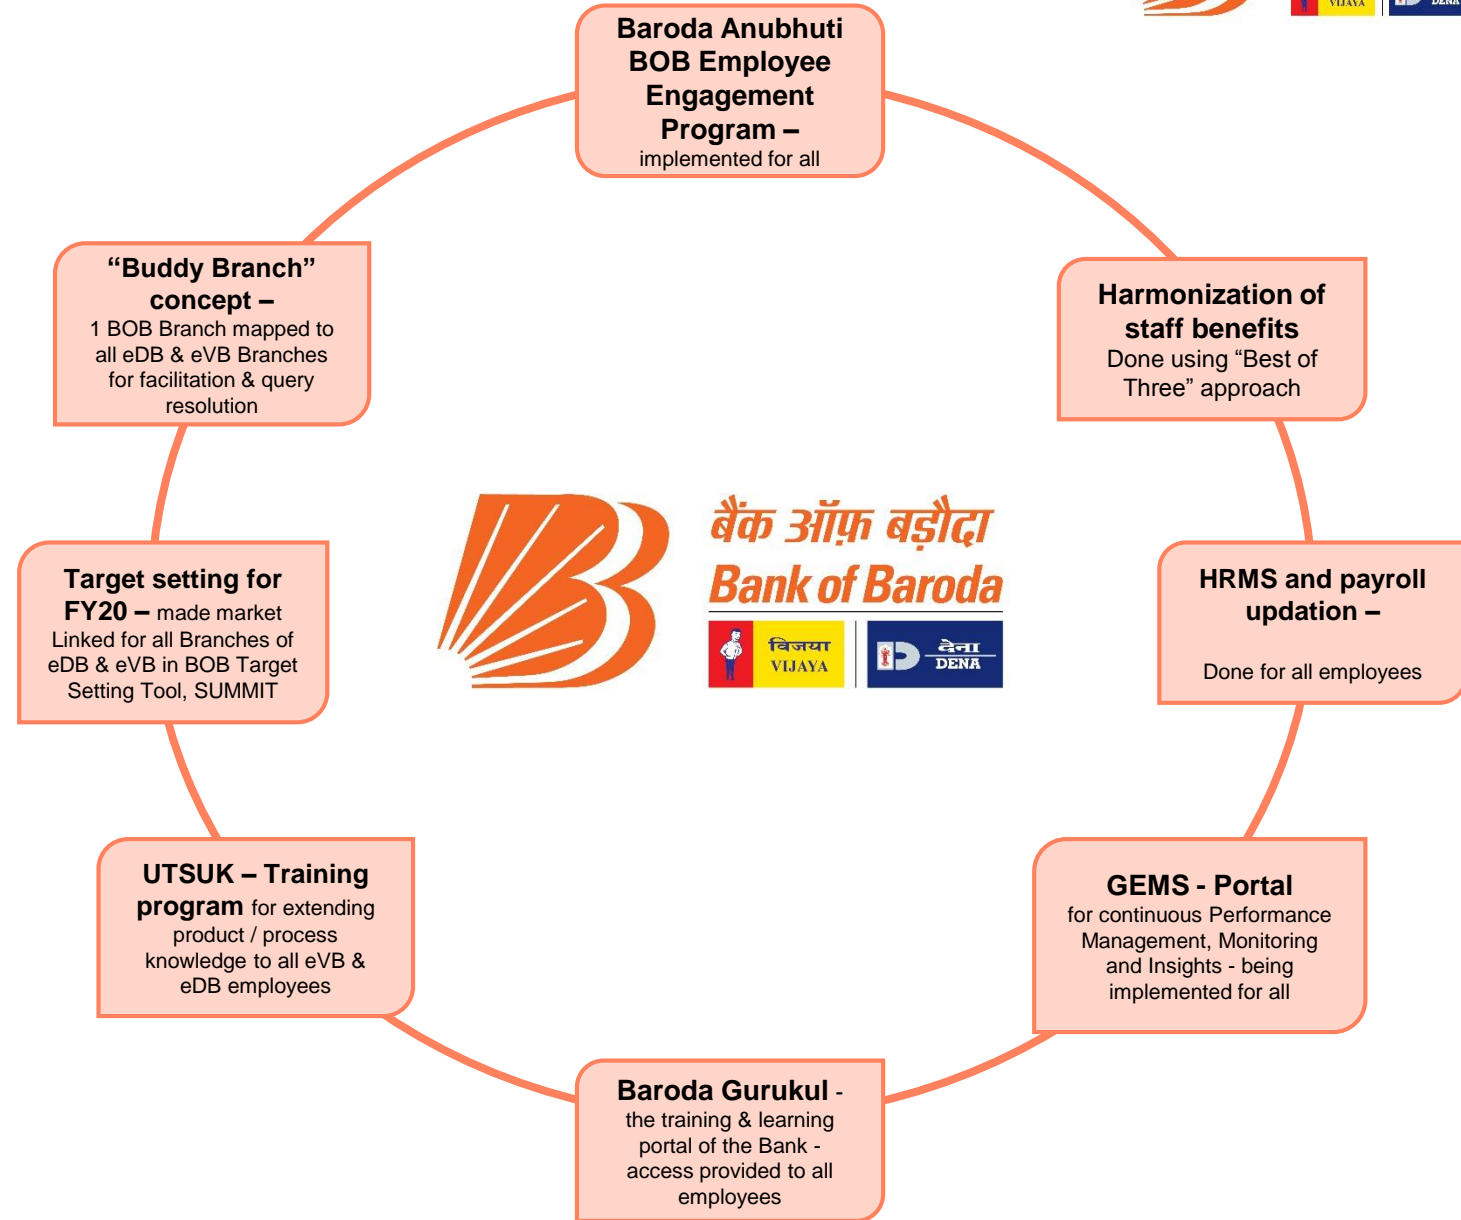 VIJAYA
DENA
Baroda Anubhuti
BOB Employee
Engagement
Program –
implemented for all
Harmonization of
staff benefits
Done using “Best of
Three” approach
HRMS and payroll
updation –
Done for all employees
GEMS - Portal
for continuous Performance
Management, Monitoring
and Insights - being
implemented for all
Baroda Gurukul -
the training & learning
portal of the Bank -
access provided to all
employees
UTSUK – Training
program for extending
product / process
knowledge to all eVB &
eDB employees
Target setting for
FY20 – made market
Linked for all Branches of
eDB & eVB in BOB Target
Setting Tool, SUMMIT
“Buddy Branch”
concept –
1 BOB Branch mapped to
all eDB & eVB Branches
for facilitation & query
resolution
बैंक ऑफ़ बड़ौदा
Bank of Baroda
विजया
VIJAYA
देना
DENA